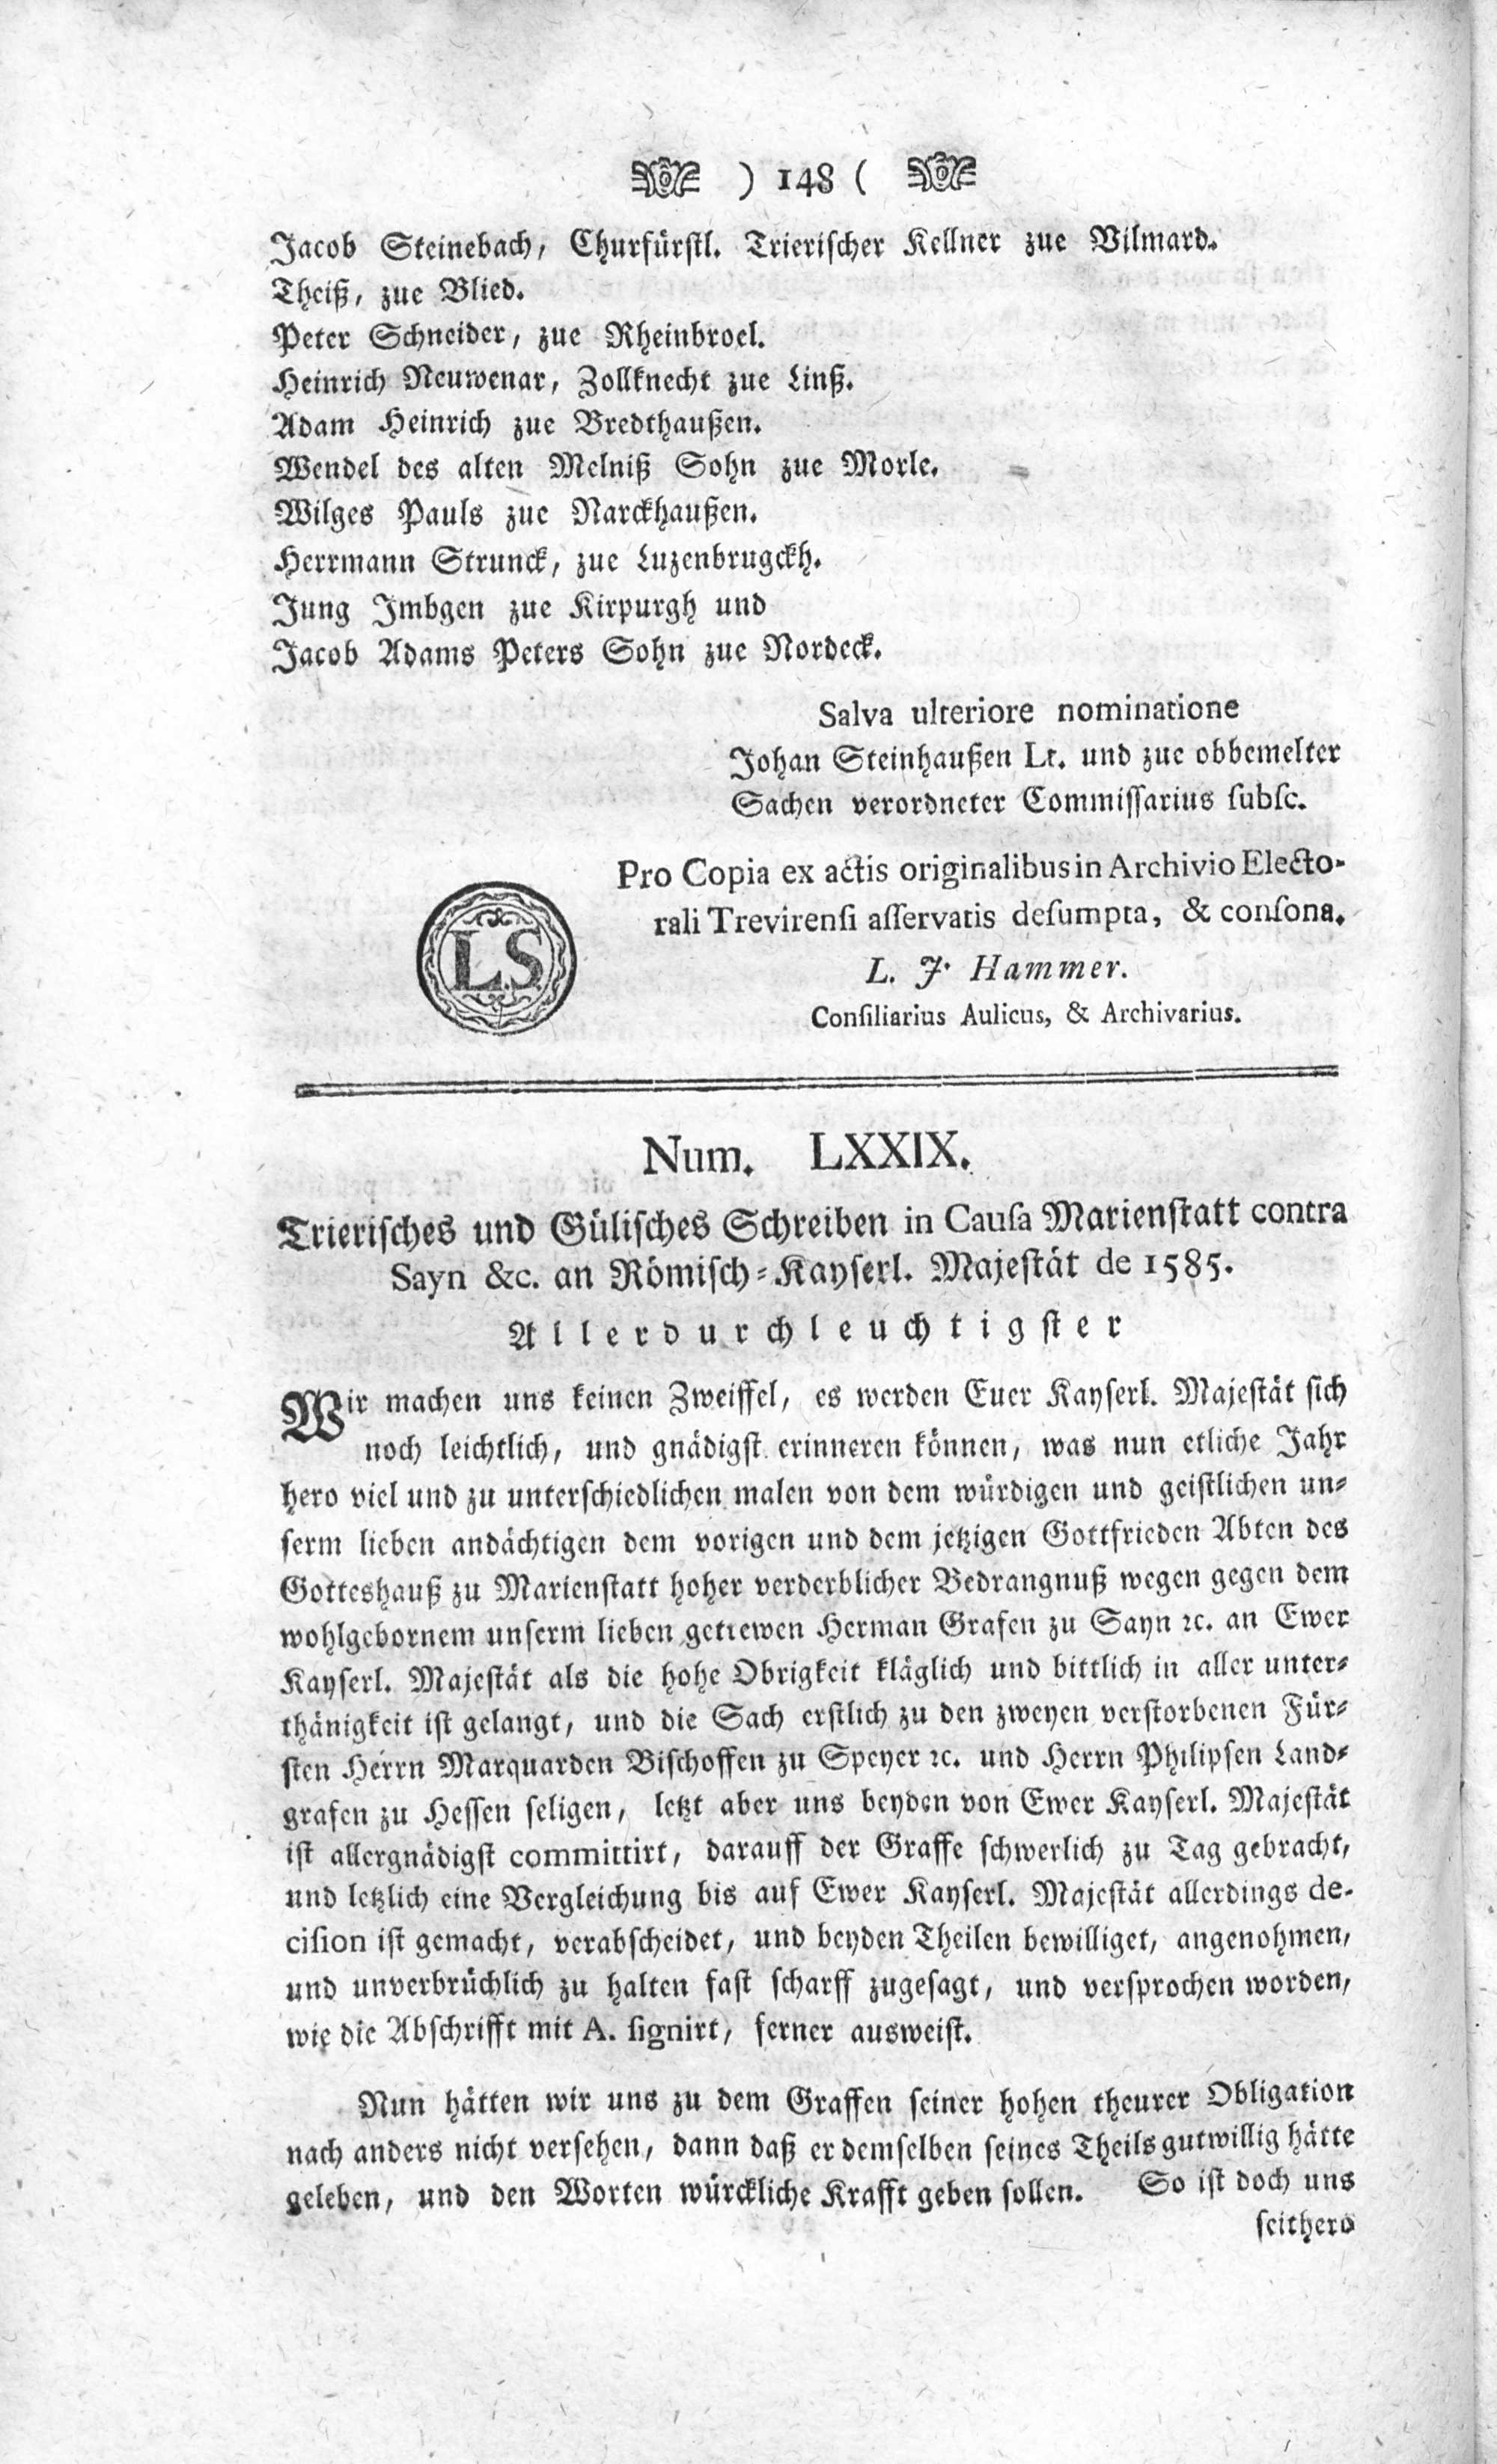 ) 148 (
Jacob Steinebach, Churfürstl. Trierischer Kellner zue Vilmard.
Theiß, zue Blied.
Peter Schneider, zue Rheinbroel.
Heinrich Neuwenar, Zollknecht zue Linß.
Adam Heinrich zue Bredthaußen.
Wendel des alten Melniß Sohn zue Morle.
Wilges Pauls zue Narckhaußen.
Herrmann Strunck, zue Luzenbrugckh.
Jung Imbgen zue Kirpurgh und
Jacob Adams Peters Sohn zue Nordeck.
Salva ulteriore nominatione
Johan Steinhaußen Lt. und zue obbemelter
Sachen verordneter Commissarius subsc.
Pro Copia ex actis originalibus in Archivio Electo-
rali Trevirensi asservatis desumpta, & consona.
L.S.
L. J. Hammer.
Consiliarius Aulicus, & Archivarius.
Num. LXXIX.
Trierisches und Gülisches Schreiben in Causa Marienstatt contra
Sayn &c. an Römisch-Kayserl. Majestät de 1585.
Allerdurchleuchtigster
Wir machen uns keinen Zweiffel, es werden Euer Kayserl. Majestät sich
noch leichtlich, und gnädigst erinneren können, was nun etliche Jahr
hero viel und zu unterschiedlichen malen von dem würdigen und geistlichen un-
serm lieben andächtigen dem vorigen und dem jetzigen Gottfrieden Abten des
Gotteshauß zu Marienstatt hoher verderblicher Bedrangnuß wegen gegen dem
wohlgebornem unserm lieben getrewen Herman Grafen zu Sayn ꝛc. an Ewer
Kayserl. Majestät als die hohe Obrigkeit kläglich und bittlich in aller unter-
thänigkeit ist gelangt, und die Sach erstlich zu den zweyen verstorbenen Für-
sten Herrn Marquarden Bischoffen zu Speyer ꝛc. und Herrn Philipsen Land-
grafen zu Hessen seligen, letzt aber uns beyden von Ewer Kayserl. Majestät
ist allergnädigst committirt, darauff der Graffe schwerlich zu Tag gebracht,
und letzlich eine Vergleichung bis auf Ewer Kayserl. Majestät allerdings de-
cision ist gemacht, verabscheidet, und beyden Theilen bewilliget, angenohmen,
und unverbrüchlich zu halten fast scharff zugesagt, und versprochen worden,
wie die Abschrifft mit A. signirt, ferner ausweist.
Nun hätten wir uns zu dem Graffen seiner hohen theurer Obligation
nach anders nicht versehen, dann daß er demselben seines Theils gutwillig hätte
geleben, und den Worten würckliche Krafft geben sollen. So ist doch uns
seithero